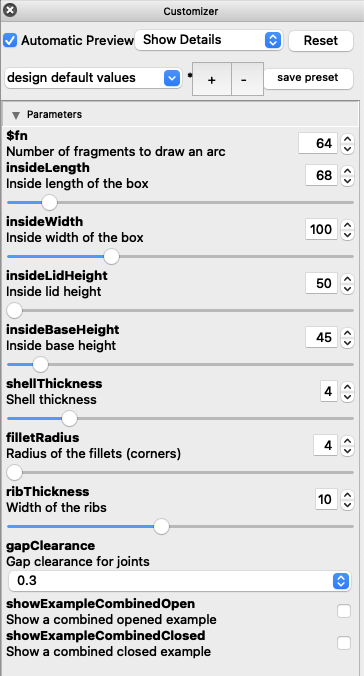 Customizer
Automatic Preview Show Details Reset
design default values * + - save preset
Parameters
$fn
Number of fragments to draw an arc 64
insideLength
Inside length of the box 68
insideWidth
Inside width of the box 100
insideLidHeight
Inside lid height 50
insideBaseHeight
Inside base height 45
shellThickness
Shell thickness 4
filletRadius
Radius of the fillets (corners) 4
ribThickness
Width of the ribs 10
gapClearance
Gap clearance for joints
0.3
showExampleCombinedOpen
Show a combined opened example
showExampleCombinedClosed
Show a combined closed example